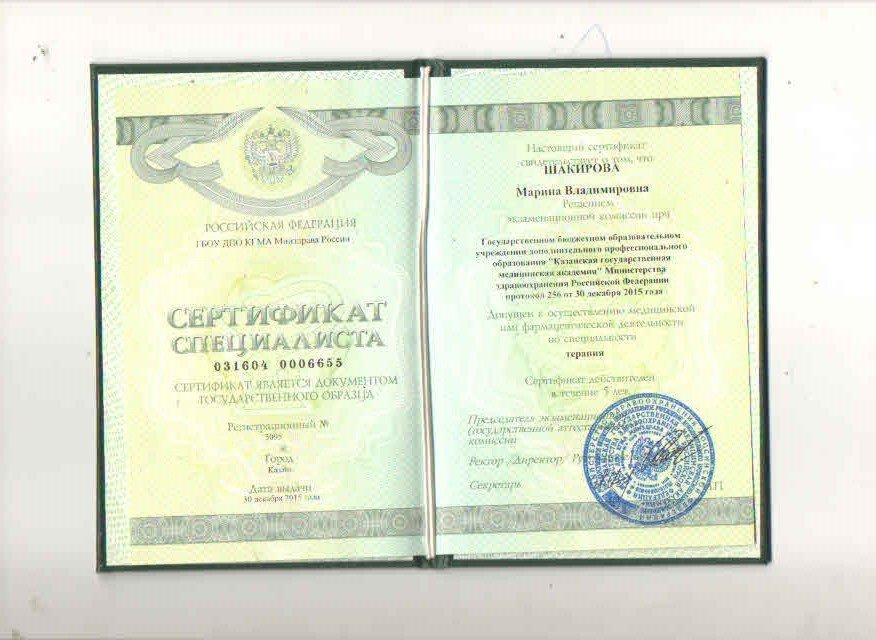 РОССИЙСКАЯ ФЕДЕРАЦИЯ
ГБОУ ДПО КГМА Минздрава России
СЕРТИФИКАТ
СПЕЦИАЛИСТА
031604 0006655
СЕРТИФИКАТ ЯВЛЯЕТСЯ ДОКУМЕНТОМ
ГОСУДАРСТВЕННОГО ОБРАЗЦА
Регистрационный №
Город
Казань
Дата выдачи
30 декабря 2015 года
Настоящий сертификат
свидетельствует о том, что
ШАКИРОВА
Марина Владимировна
Решением
экзаменационной комиссии при
Государственном бюджетном образовательном
учреждении дополнительного профессионального
образования "Казанская государственная
медицинская академия" Министерства
здравоохранения Российской Федерации
протокол 256 от 30 декабря 2015 года
Допущен к осуществлению медицинской
или фармацевтической деятельности
по специальности
терапия
Сертификат действителен
в течение 5 лет.
Председатель
комиссии
Ректор /Директор/
Секретарь